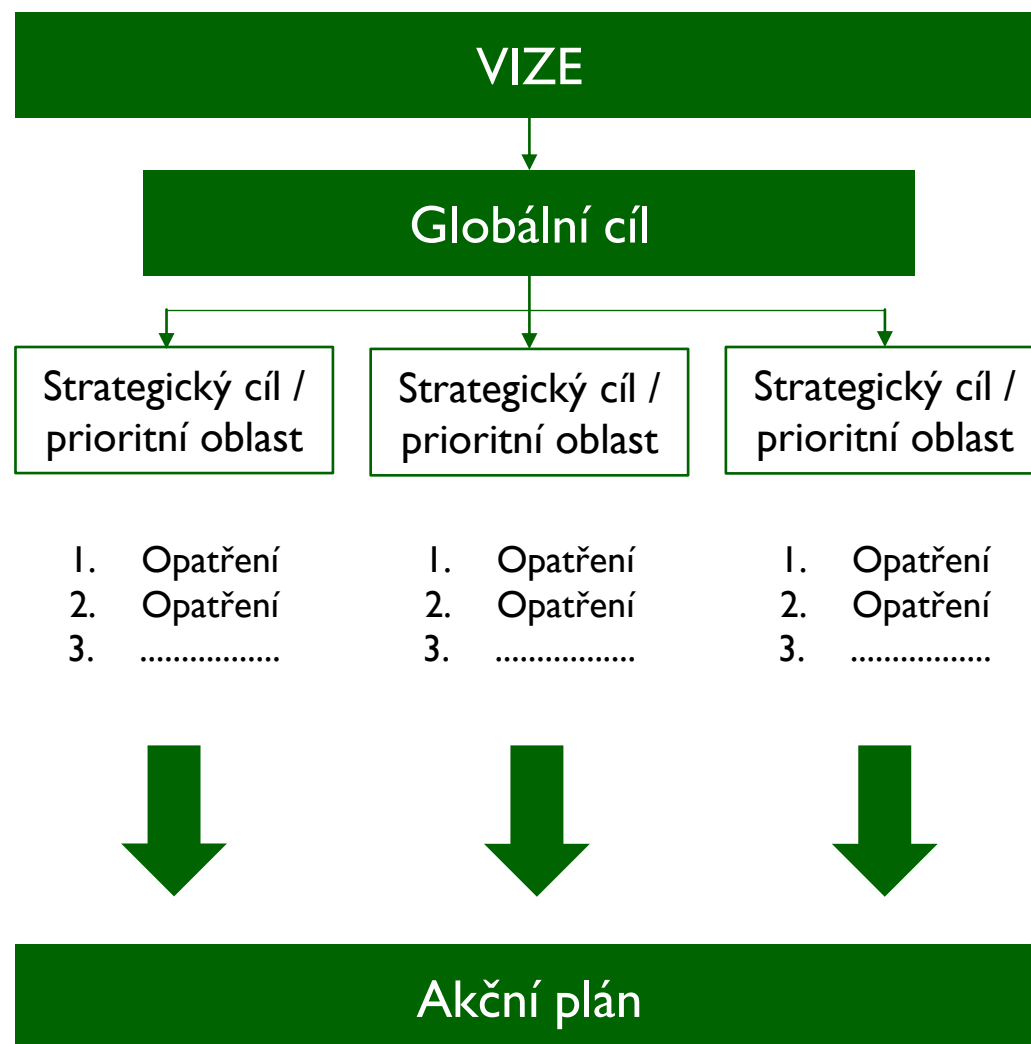 VIZE
Globální cíl
Strategický cíl /
prioritní oblast
Strategický cíl /
prioritní oblast
Strategický cíl /
prioritní oblast
1. Opatření
2. Opatření
3. .................
1. Opatření
2. Opatření
3. .................
1. Opatření
2. Opatření
3. .................
Akční plán